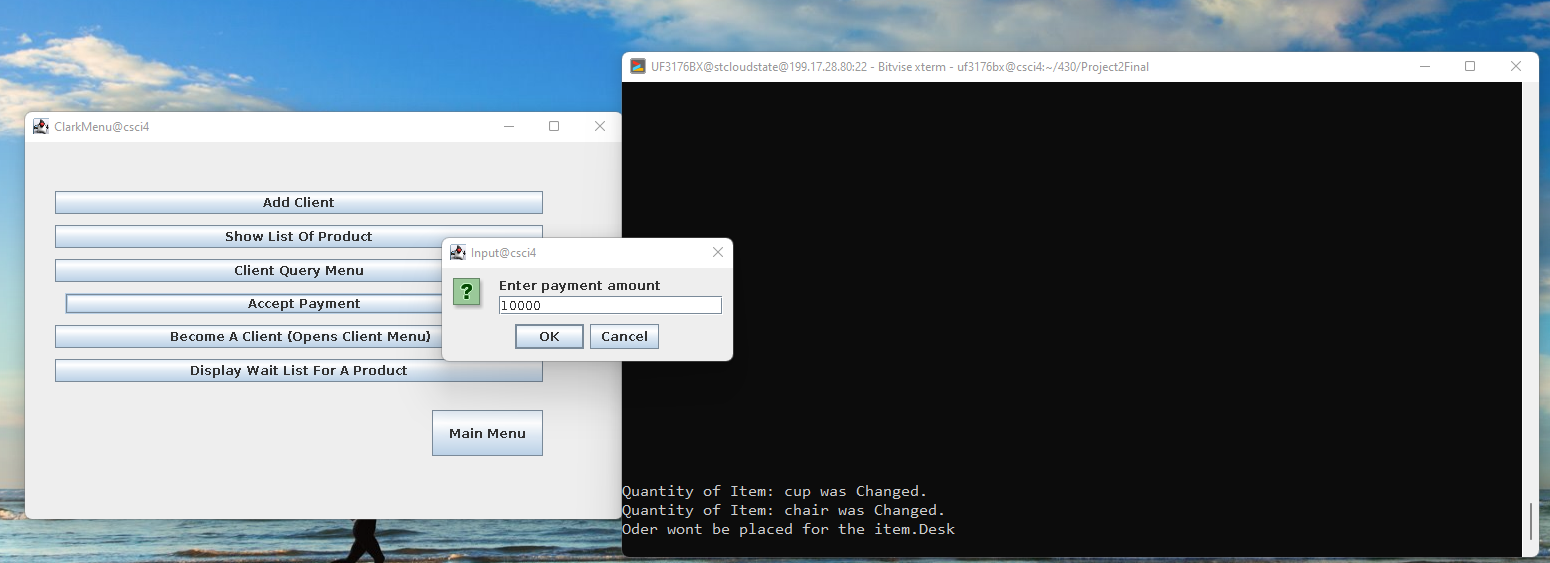 UF3176BX@stcloudstate@199.17.28.80:22 - Bitvise xterm - uf3176bx@csci4:~/430/Project2Final
ClarkMenu@csci4
Add Client
Show List Of Product
Client Query Menu
Accept Payment
Become A Client (Opens Client Menu)
Display Wait List For A Product
Main Menu
Input@csci4
?
Enter payment amount
10000
OK
Cancel
Quantity of Item: cup was Changed.
Quantity of Item: chair was Changed.
Oder wont be placed for the item.Desk